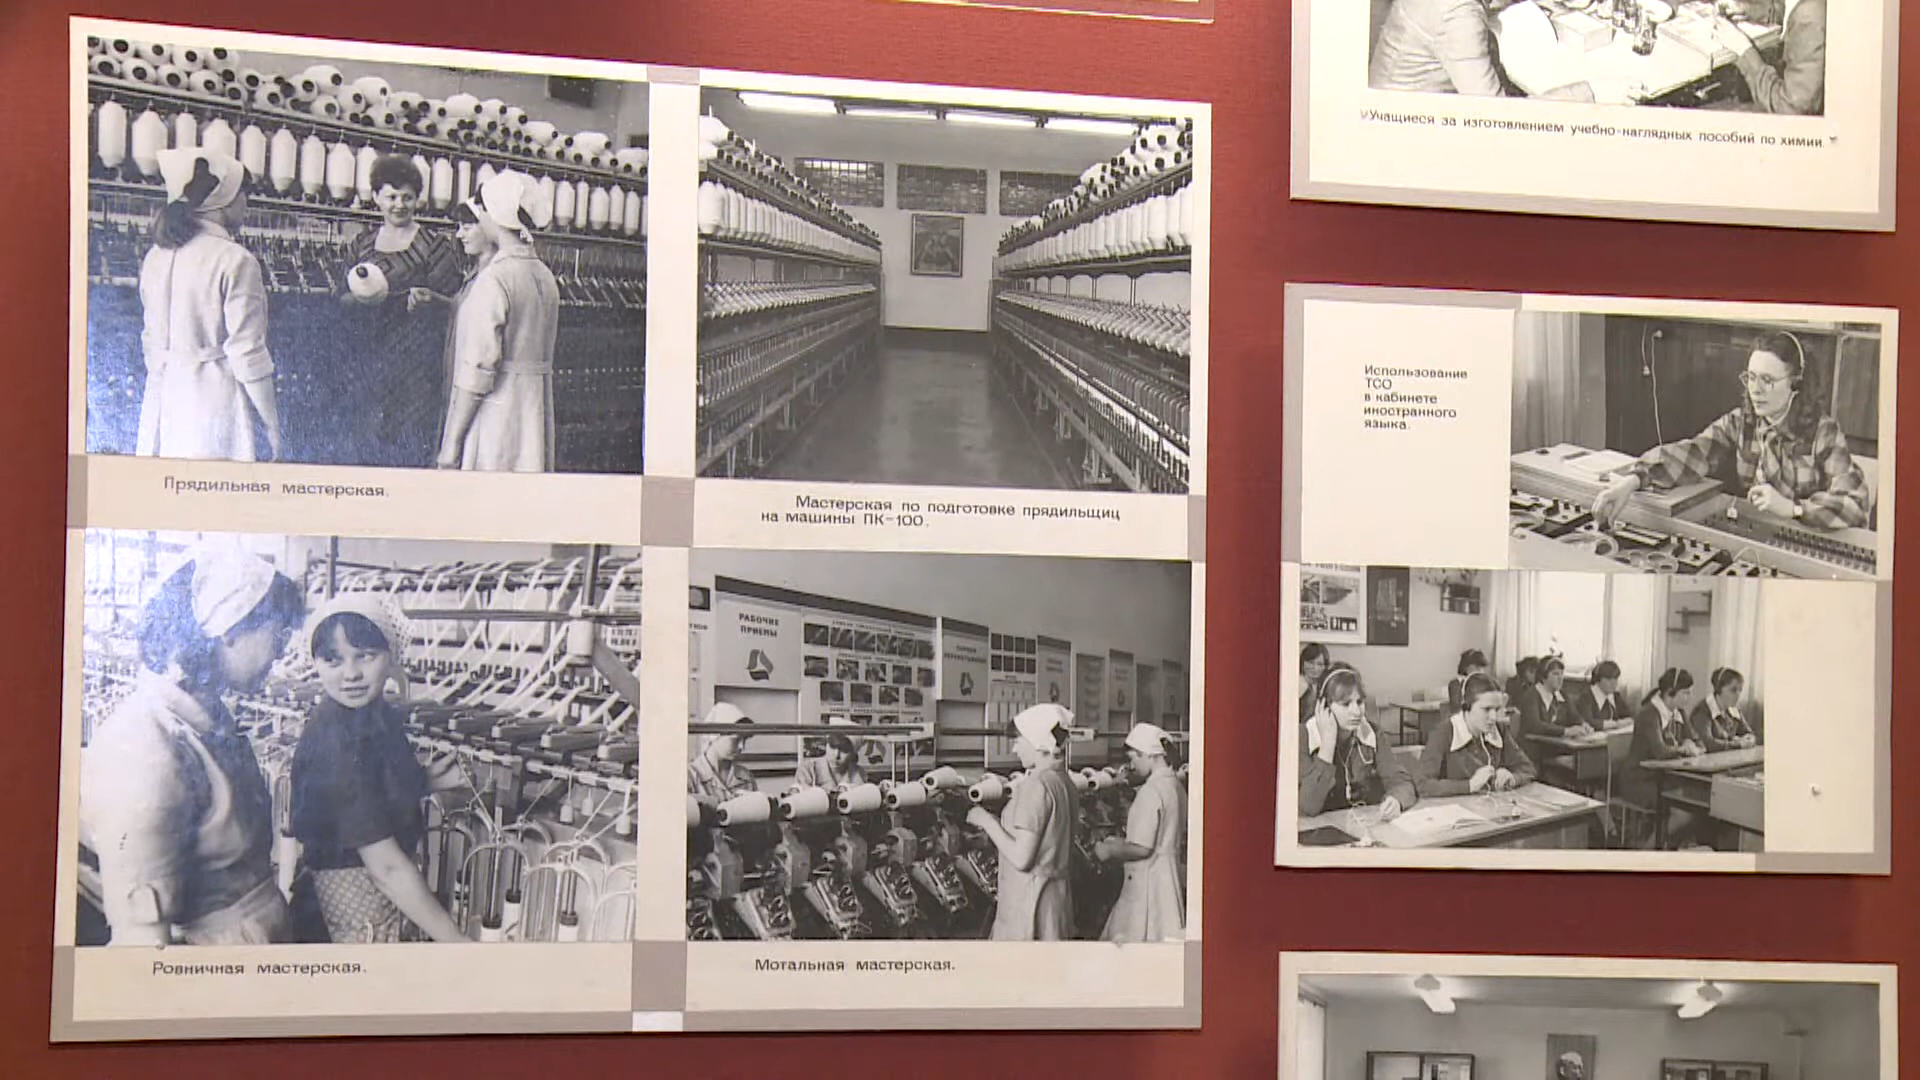 Прядильная мастерская.
Мастерская по подготовке прядильщиц
на машины ПК-100.
Ровничная мастерская.
РАБОЧИЕ
ПРИЕМЫ
Мотальная мастерская.
Учащиеся за изготовлением учебно-наглядных пособий по химии.
Использование
ТСО
в кабинете
иностранного
языка.